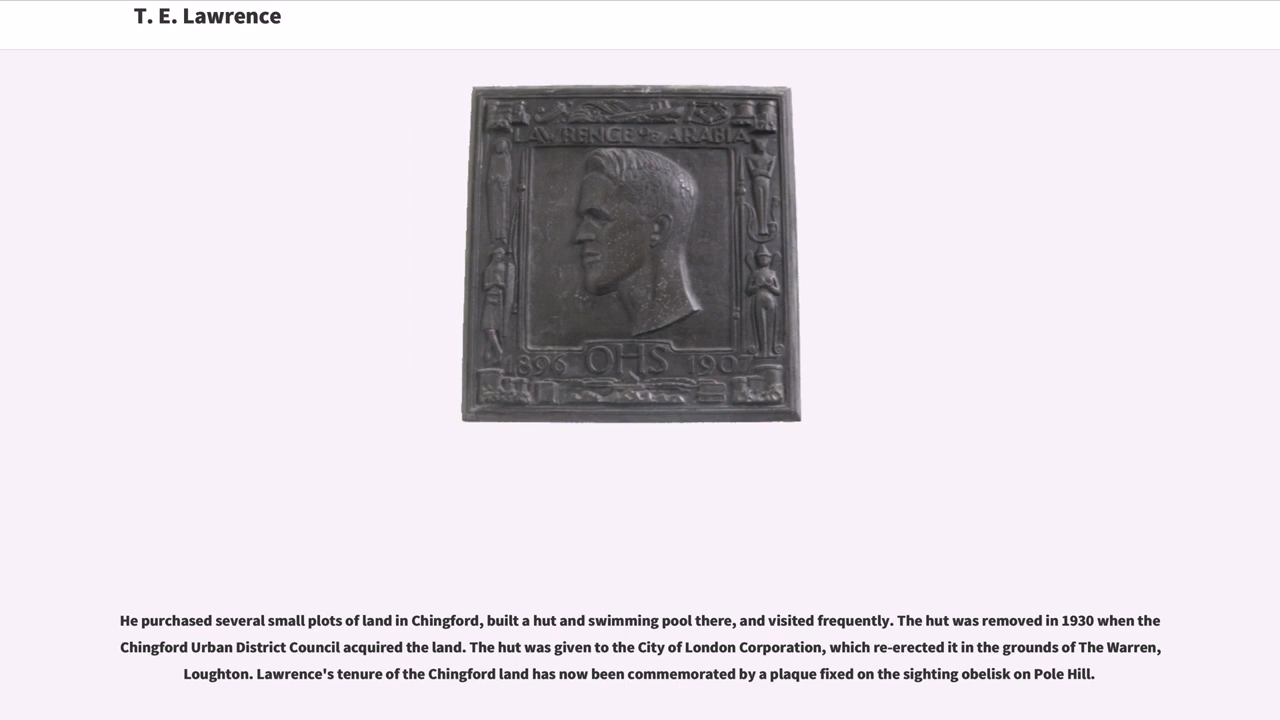 T. E. Lawrence
LAWRENCE OF ARABIA
1896 OHS 1907
He purchased several small plots of land in Chingford, built a hut and swimming pool there, and visited frequently. The hut was removed in 1930 when the
Chingford Urban District Council acquired the land. The hut was given to the City of London Corporation, which re-erected it in the grounds of The Warren,
Loughton. Lawrence's tenure of the Chingford land has now been commemorated by a plaque fixed on the sighting obelisk on Pole Hill.